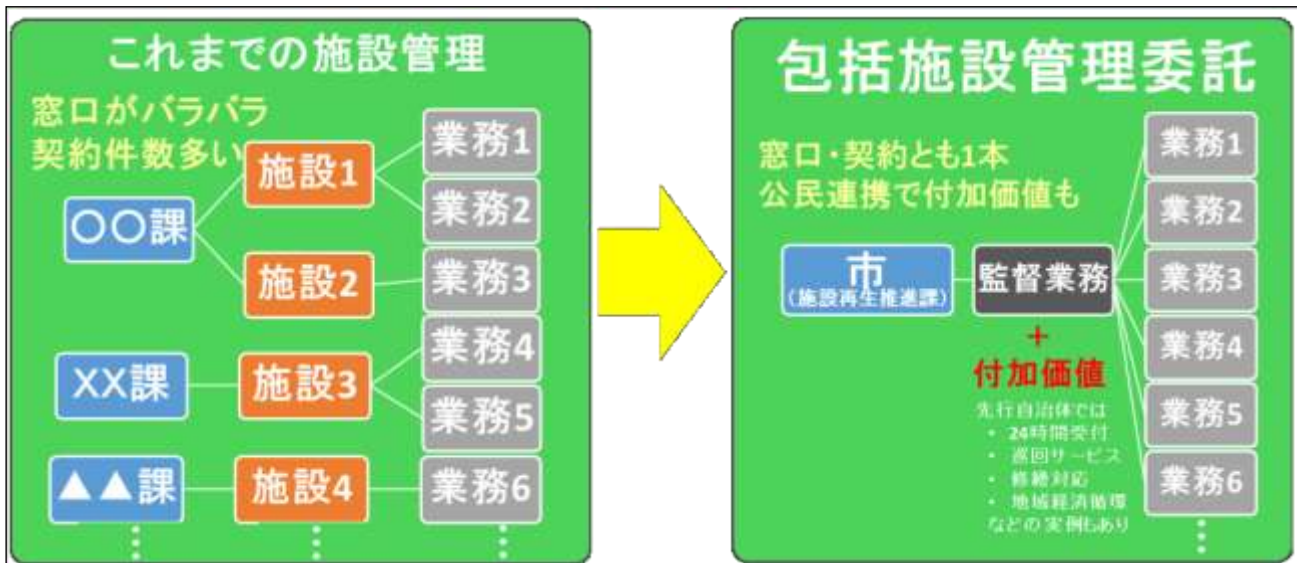 これまでの施設管理
窓口がバラバラ
契約件数多い
〇〇課
施設1
業務1
業務2
施設2
業務3
XX課
施設3
業務4
業務5
▲▲課
施設4
業務6
包括施設管理委託
窓口・契約とも1本
公民連携で付加価値も
市
(施設再生推進課)
監督業務
+
付加価値
先行自治体では
・ 24時間受付
・ 巡回サービス
・ 修繕対応
・ 地域経済循環
などの実例もあり
業務1
業務2
業務3
業務4
業務5
業務6